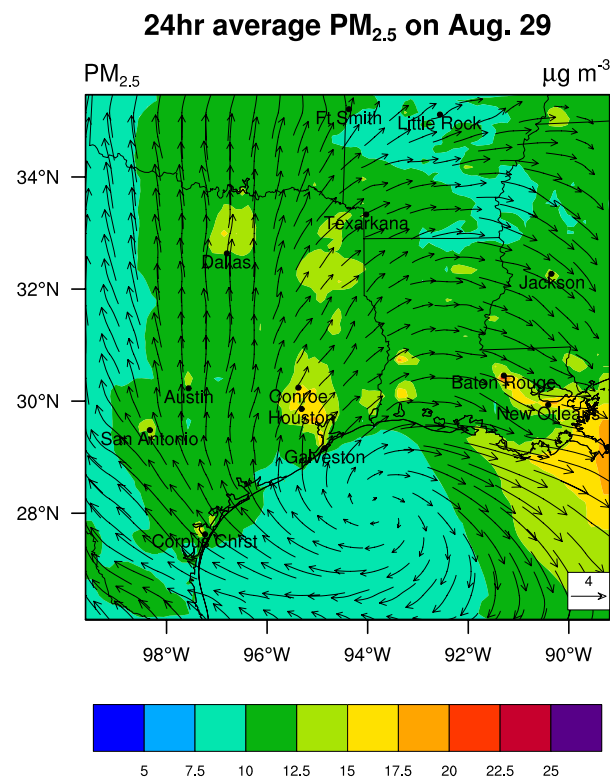 24hr average PM2.5 on Aug. 29
PM2.5
μg m-3
Ft Smith
Little Rock
34°N
Texarkana
Dallas
32°N
Jackson
Baton Rouge
30°N
Austin
Conroe
New Orleans
Houston
San Antonio
Galveston
28°N
Corpus Chrst
4
98°W 96°W 94°W 92°W 90°W
5 7.5 10 12.5 15 17.5 20 22.5 25